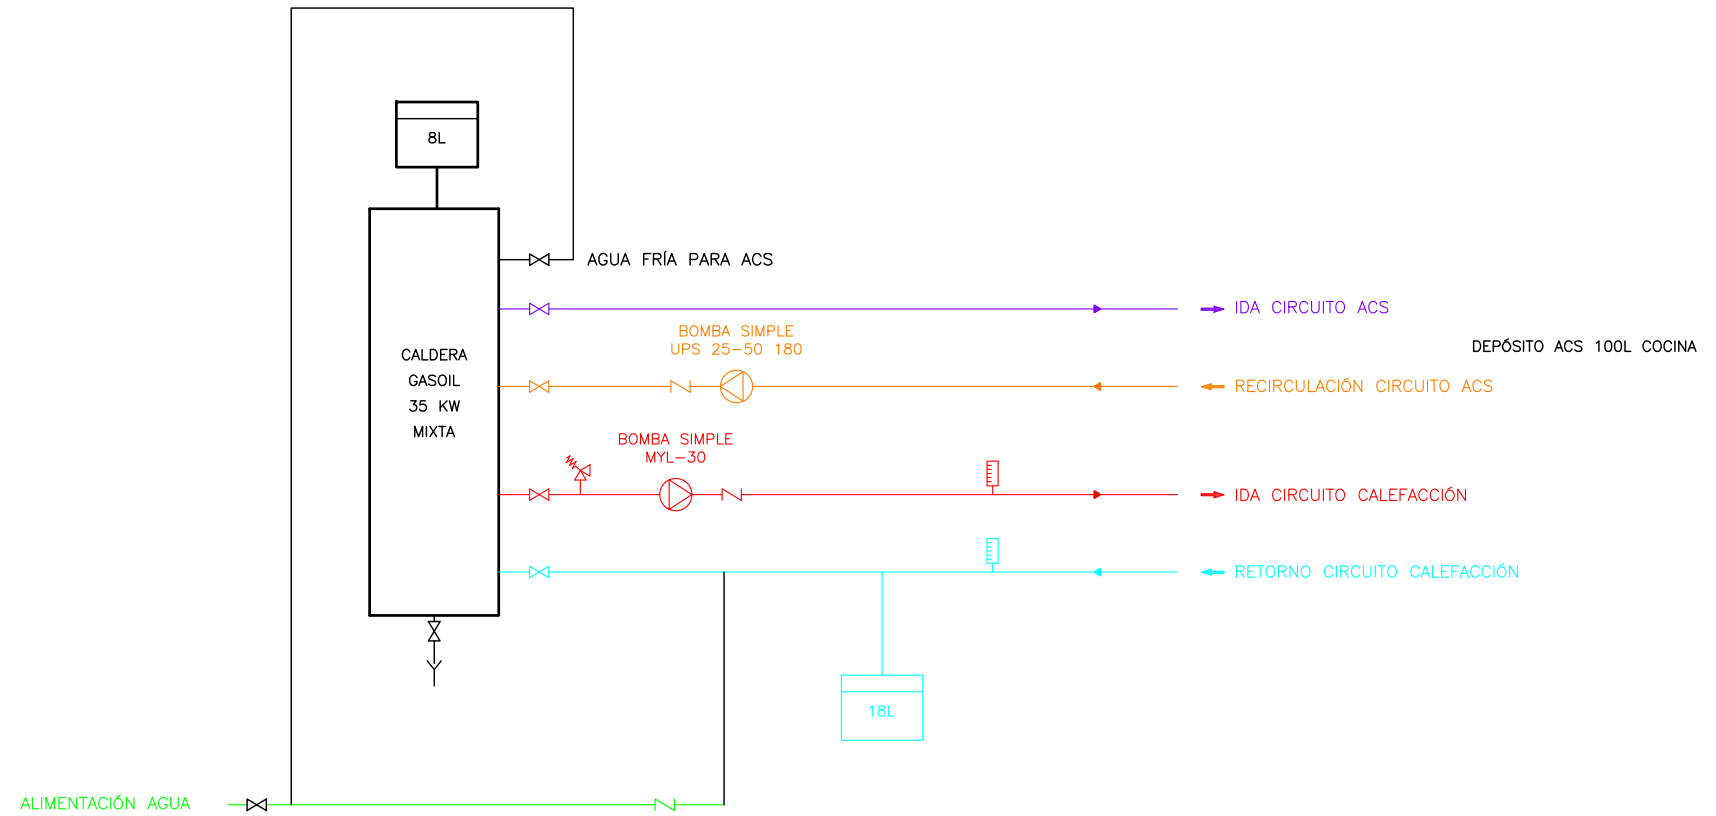 8L
AGUA FRÍA PARA ACS
IDA CIRCUITO ACS
BOMBA SIMPLE
UPS 25-50 180
DEPÓSITO ACS 100L COCINA
CALDERA
GASOIL
35 KW
MIXTA
RECIRCULACIÓN CIRCUITO ACS
BOMBA SIMPLE
MYL-30
IDA CIRCUITO CALEFACCIÓN
RETORNO CIRCUITO CALEFACCIÓN
18L
ALIMENTACIÓN AGUA